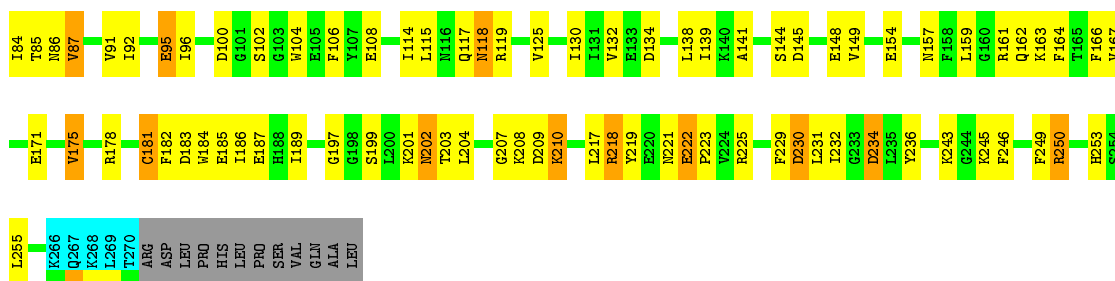 I84 T85 N86 V87 V91 I92 E95 I96 D100 G101 S102 G103 W104 E105 F106 Y107 E108 I114 L115 N116 Q117 N118 R119 V125 I130 I131 V132 E133 D134 L138 I139 K140 A141 S144 D145 E148 V149 E154 N157 F158 L159 G160 R161 Q162 K163 F164 T165 F166 V167
E171 V175 R178 C181 F182 D183 W184 E185 I186 E187 H188 I189 G197 G198 S199 L200 K201 N202 T203 L204 G207 K208 D209 K210 L217 R218 Y219 E220 N221 E222 P223 V224 R225 F229 D230 L231 I232 G233 D234 L235 Y236 K243 G244 K245 F246 F249 R250 H253 S254
L255 K266 Q267 K268 L269 T270 ARG ASP LEU PRO HIS LEU PRO SER VAL GLN ALA LEU